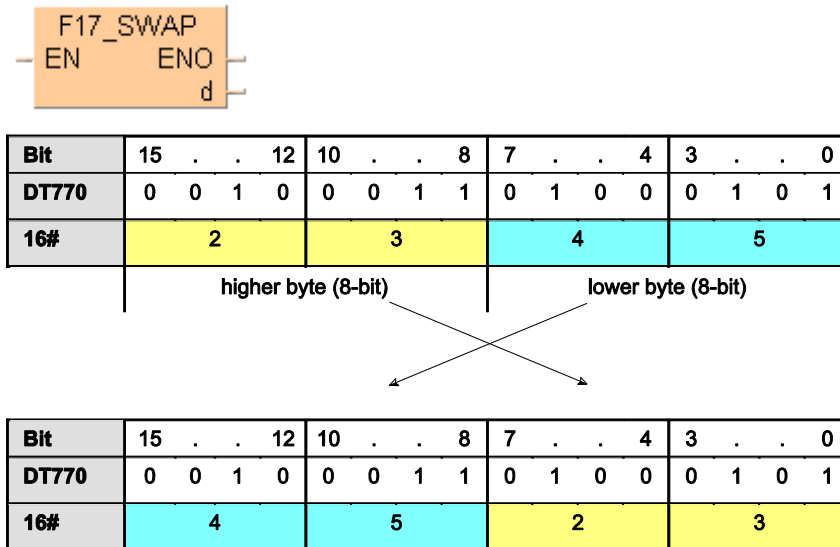 F17_SWAP
EN ENO
d
Bit 15 . . 12 10 . . 8 7 . . 4 3 . . 0
DT770 0 0 1 0 0 0 1 1 0 1 0 0 0 1 0 1
16# 2 3 4 5
higher byte (8-bit) lower byte (8-bit)
Bit 15 . . 12 10 . . 8 7 . . 4 3 . . 0
DT770 0 0 1 0 0 0 1 1 0 1 0 0 0 1 0 1
16# 4 5 2 3